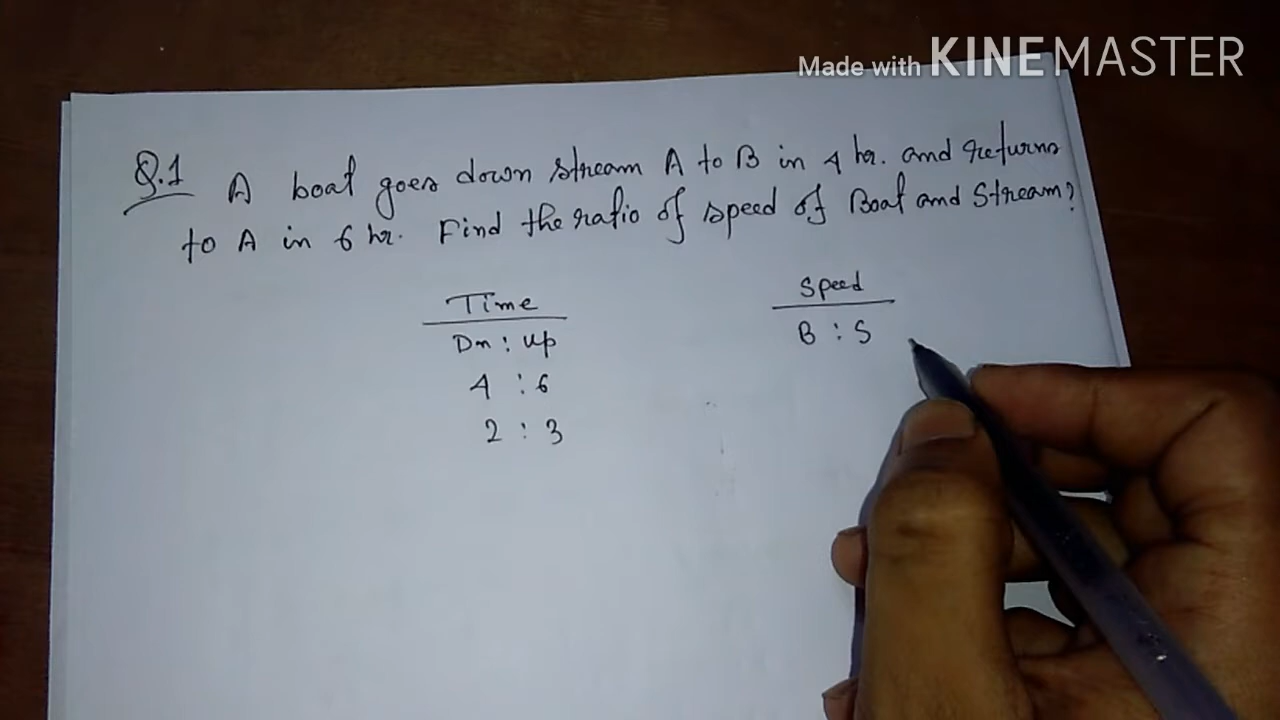 Made with KINEMASTER
Q.1 A boat goes down stream A to B in 4 hr. and returns
to A in 6 hr. Find the ratio of speed of Boat and Stream?
Time
Speed
Dn : up
B : S
4 : 6
2 : 3